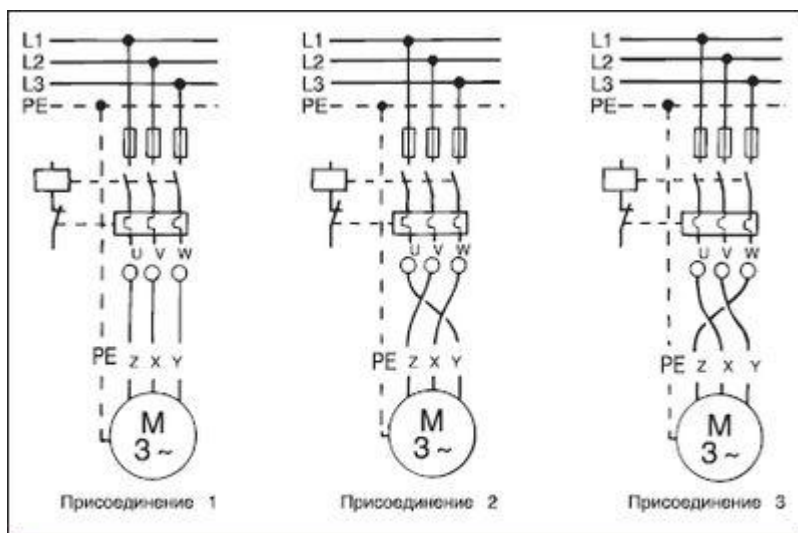 L1 L1 L1
L2 L2 L2
L3 L3 L3
PE PE PE
U V W U V W U V W
PE Z X Y PE Z X Y PE Z X Y
M M M
3 ~ 3 ~ 3 ~
Присоединение 1 Присоединение 2 Присоединение 3